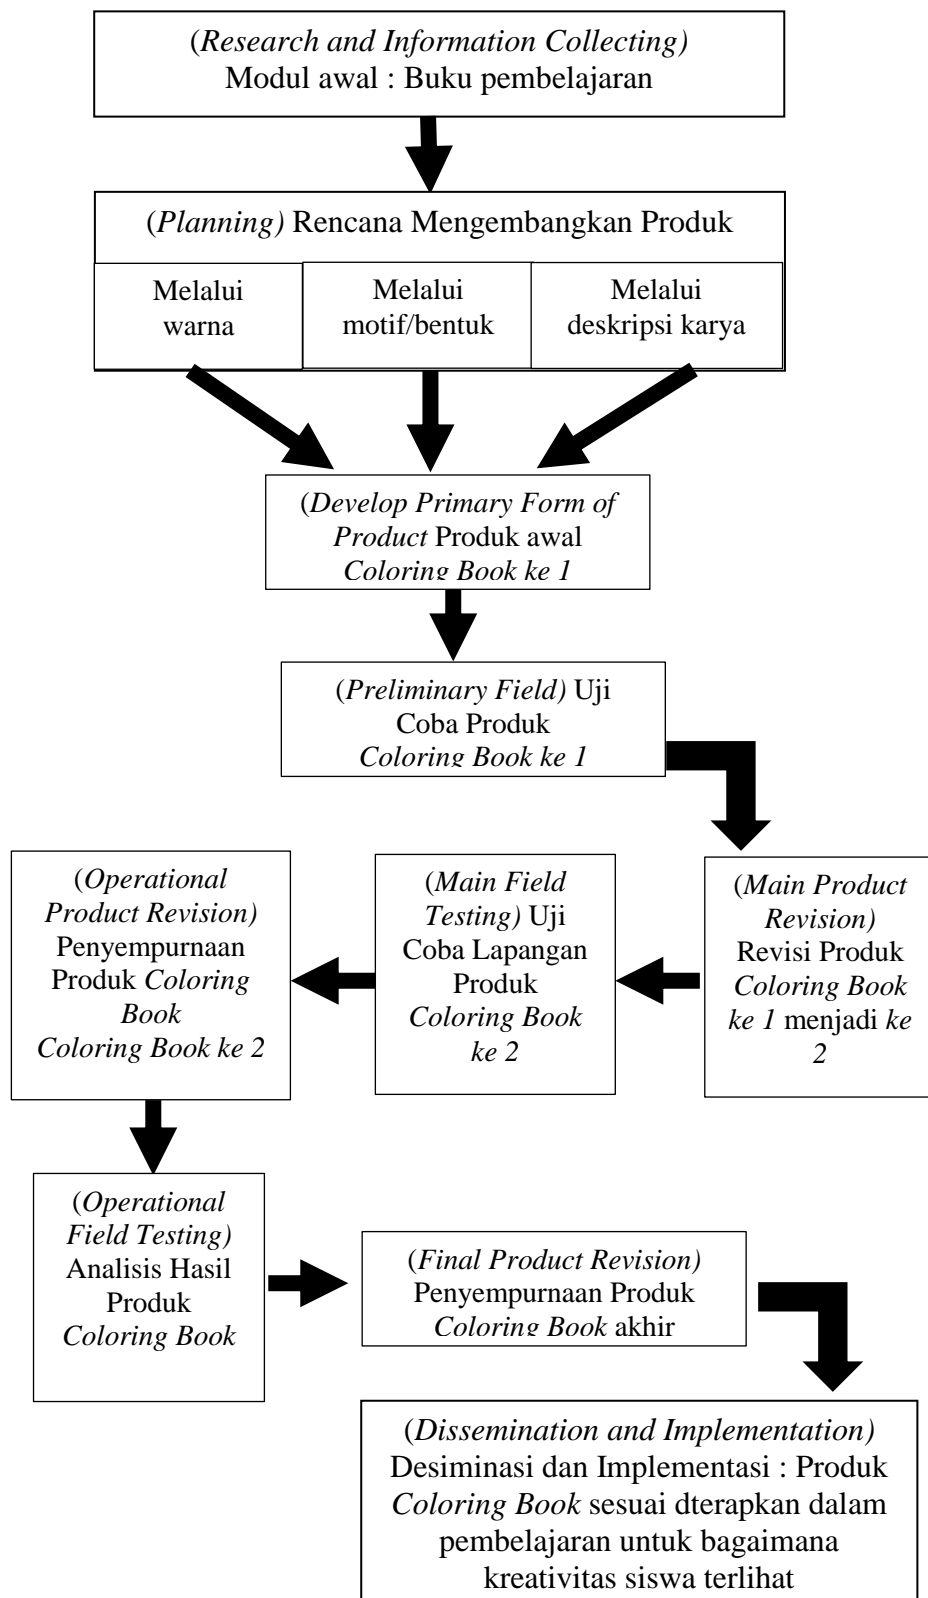 (Research and Information Collecting)
Modul awal : Buku pembelajaran
(Planning) Rencana Mengembangkan Produk
Melalui
warna
Melalui
motif/bentuk
Melalui
deskripsi karya
(Develop Primary Form of
Product Produk awal
Coloring Book ke 1
(Preliminary Field) Uji
Coba Produk
Coloring Book ke 1
(Main Product
Revision)
Revisi Produk
Coloring Book
ke 1 menjadi ke
2
(Main Field
Testing) Uji
Coba Lapangan
Produk
Coloring Book
ke 2
(Operational
Product Revision)
Penyempurnaan
Produk Coloring
Book
Coloring Book ke 2
(Operational
Field Testing)
Analisis Hasil
Produk
Coloring Book
(Final Product Revision)
Penyempurnaan Produk
Coloring Book akhir
(Dissemination and Implementation)
Desiminasi dan Implementasi : Produk
Coloring Book sesuai dterapkan dalam
pembelajaran untuk bagaimana
kreativitas siswa terlihat